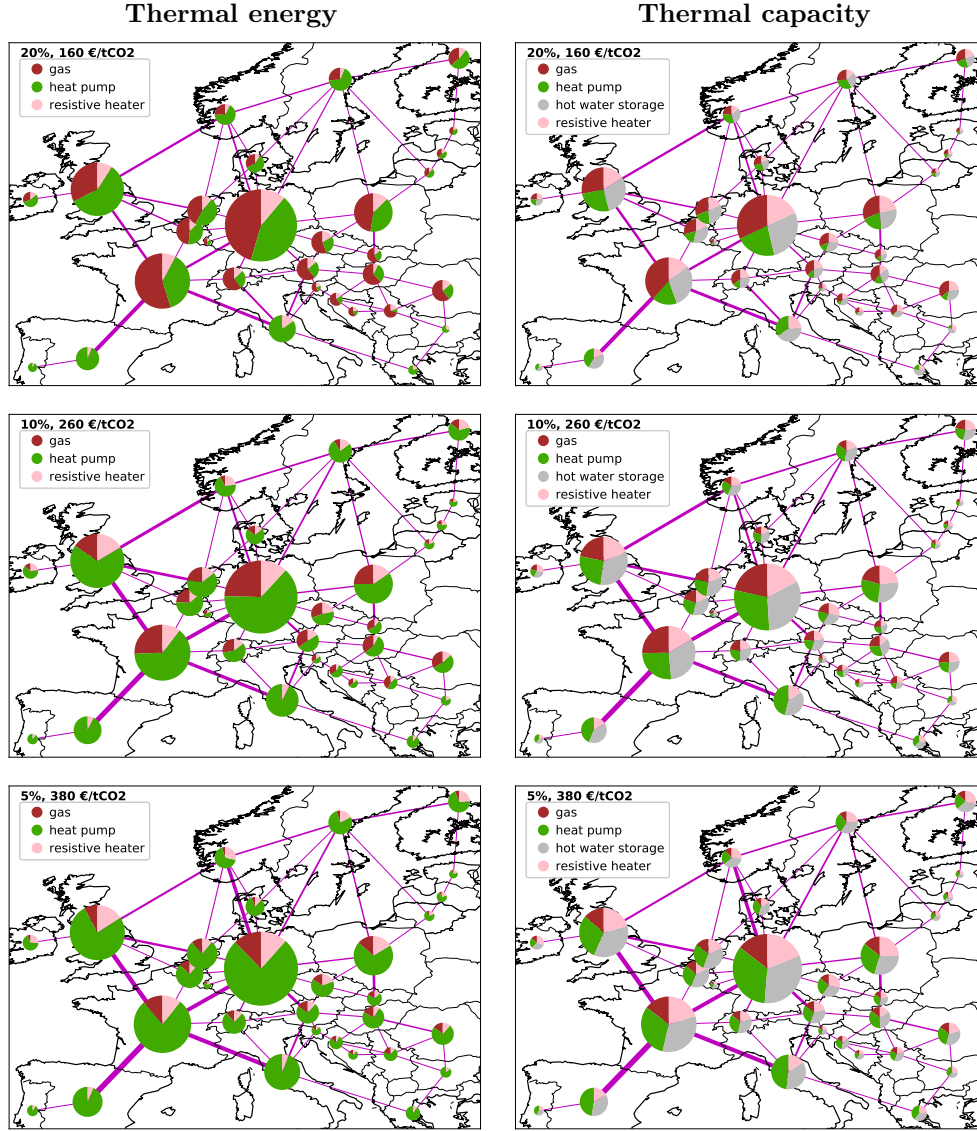 Thermal energy
Thermal capacity
20%, 160 €/tCO2
gas
heat pump
resistive heater
20%, 160 €/tCO2
gas
heat pump
hot water storage
resistive heater
10%, 260 €/tCO2
gas
heat pump
resistive heater
10%, 260 €/tCO2
gas
heat pump
hot water storage
resistive heater
5%, 380 €/tCO2
gas
heat pump
resistive heater
5%, 380 €/tCO2
gas
heat pump
hot water storage
resistive heater